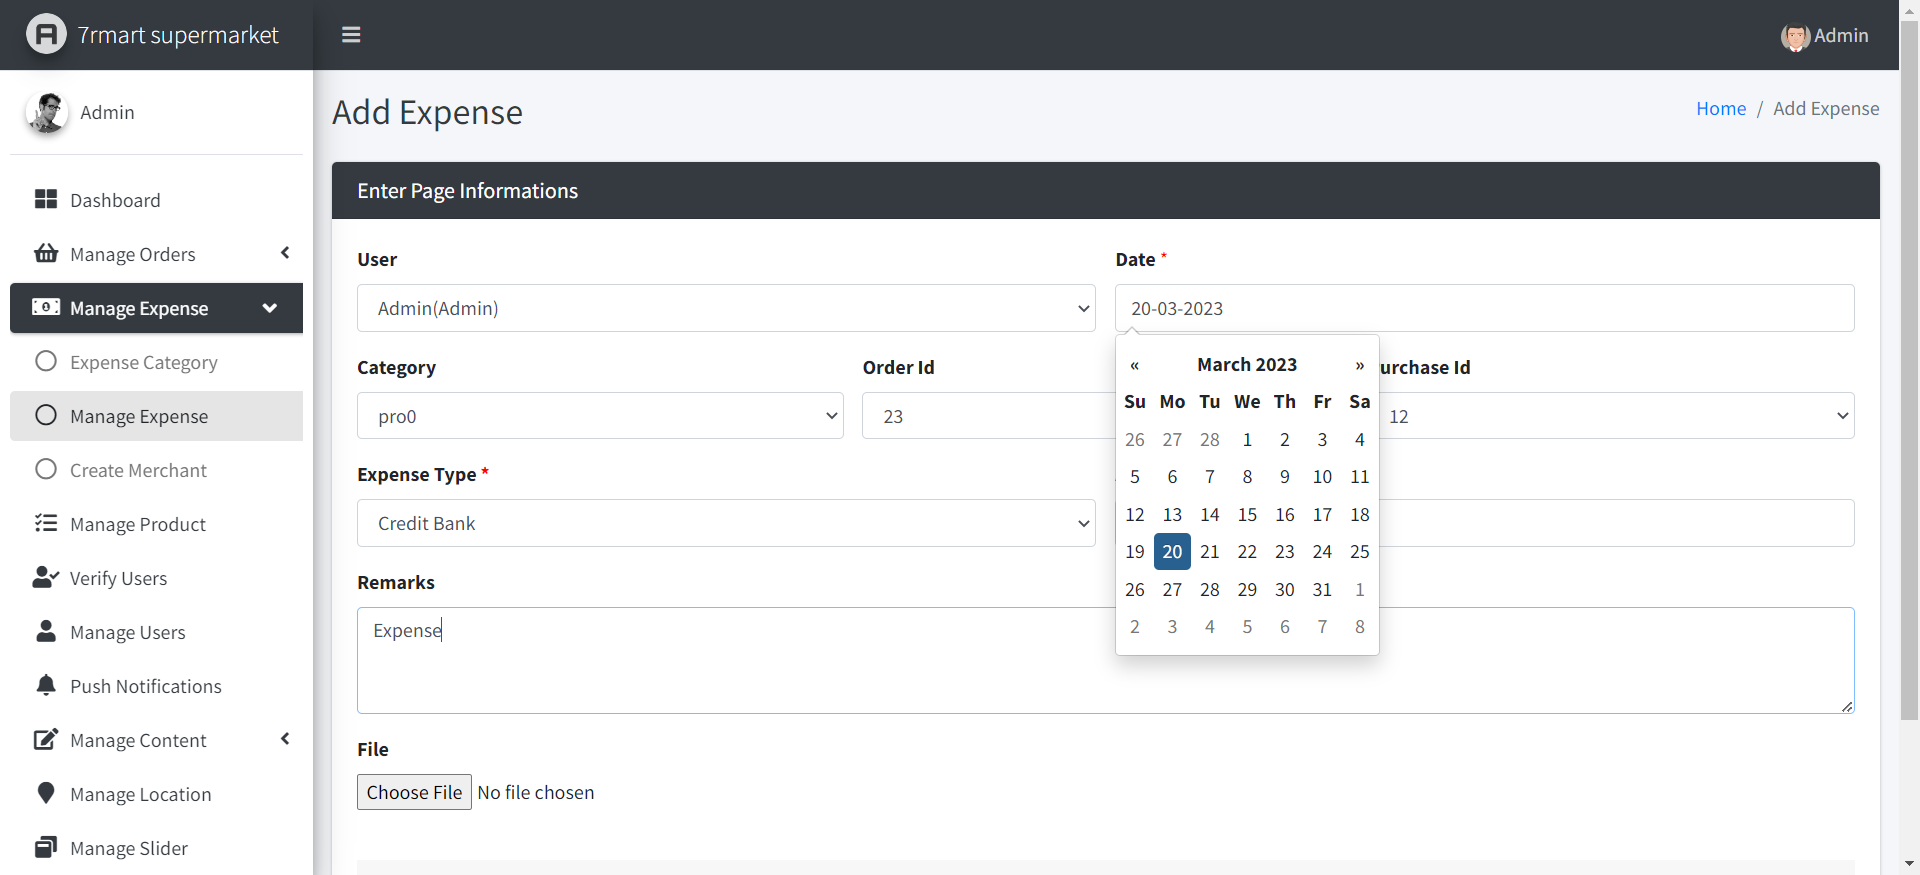 7rmart supermarket
Admin
Admin
Add Expense
Home / Add Expense
Dashboard
Manage Orders
Manage Expense
Expense Category
Manage Expense
Create Merchant
Manage Product
Verify Users
Manage Users
Push Notifications
Manage Content
Manage Location
Manage Slider
Enter Page Informations
User
Admin(Admin)
Date *
20-03-2023
Category
pro0
Order Id
23
urchase Id
12
« March 2023 »
Su Mo Tu We Th Fr Sa
26 27 28 1 2 3 4
5 6 7 8 9 10 11
12 13 14 15 16 17 18
19 20 21 22 23 24 25
26 27 28 29 30 31 1
2 3 4 5 6 7 8
Expense Type *
Credit Bank
Remarks
Expense
File
Choose File No file chosen